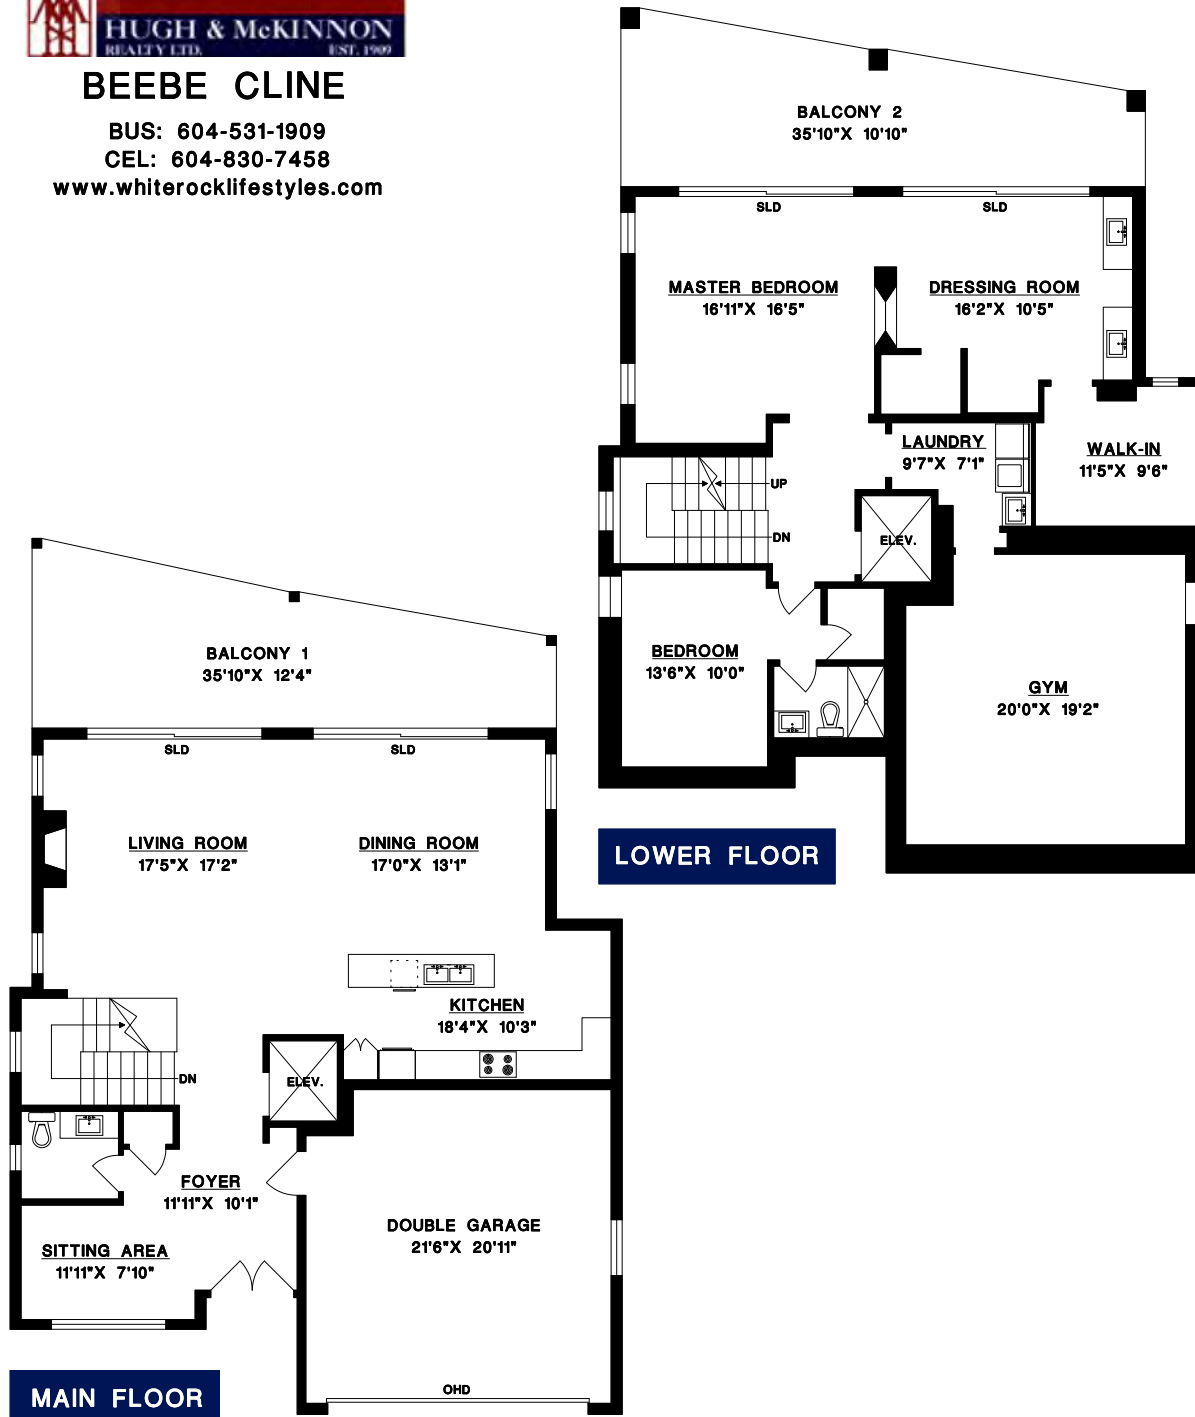 HUGH & McKINNON
REALTY LTD. EST. 1909
BEEBE CLINE
BUS: 604-531-1909
CEL: 604-830-7458
www.whiterocklifestyles.com
BALCONY 2
35'10"X 10'10"
SLD SLD
MASTER BEDROOM
16'11"X 16'5"
DRESSING ROOM
16'2"X 10'5"
LAUNDRY
9'7"X 7'1"
WALK-IN
11'5"X 9'6"
UP
DN
ELEV.
BEDROOM
13'6"X 10'0"
GYM
20'0"X 19'2"
LOWER FLOOR
BALCONY 1
35'10"X 12'4"
SLD SLD
LIVING ROOM
17'5"X 17'2"
DINING ROOM
17'0"X 13'1"
KITCHEN
18'4"X 10'3"
DN
ELEV.
FOYER
11'11"X 10'1"
SITTING AREA
11'11"X 7'10"
DOUBLE GARAGE
21'6"X 20'11"
OHD
MAIN FLOOR